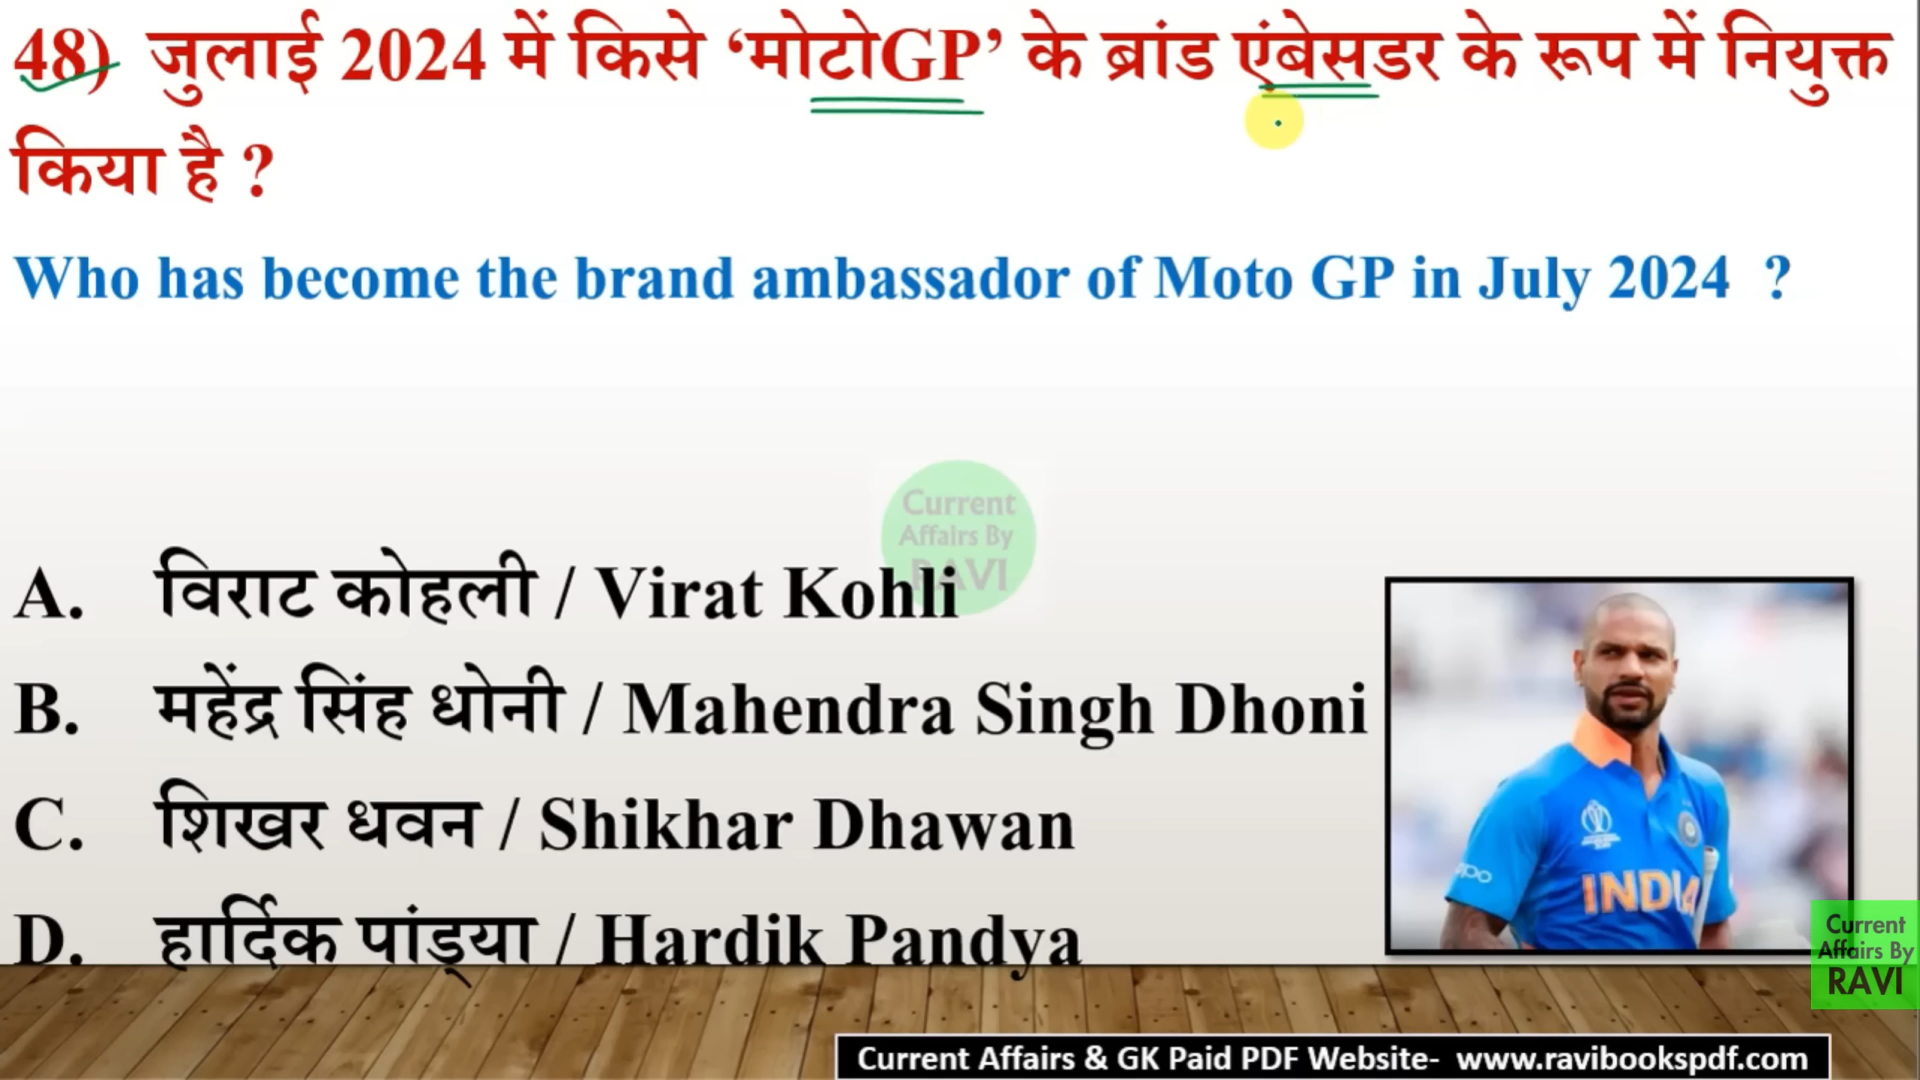 48) जुलाई 2024 में किसे ‘मोटोGP’ के ब्रांड एंबेसडर के रूप में नियुक्त
किया है ?
Who has become the brand ambassador of Moto GP in July 2024 ?
Current
Affairs By
RAVI
A. विराट कोहली / Virat Kohli
B. महेंद्र सिंह धोनी / Mahendra Singh Dhoni
C. शिखर धवन / Shikhar Dhawan
D. हार्दिक पांड्या / Hardik Pandya
oppo
INDIA
Current
Affairs By
RAVI
Current Affairs & GK Paid PDF Website- www.ravibookspdf.com